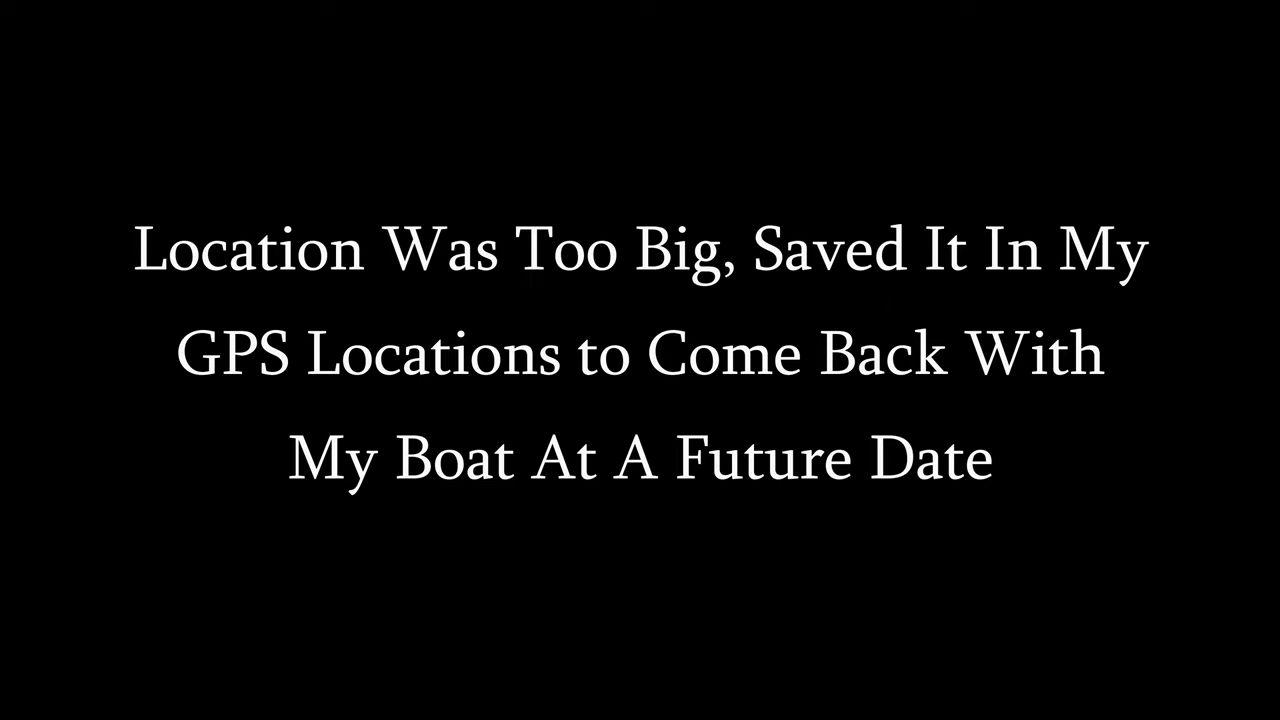 Location Was Too Big, Saved It In My
GPS Locations to Come Back With
My Boat At A Future Date